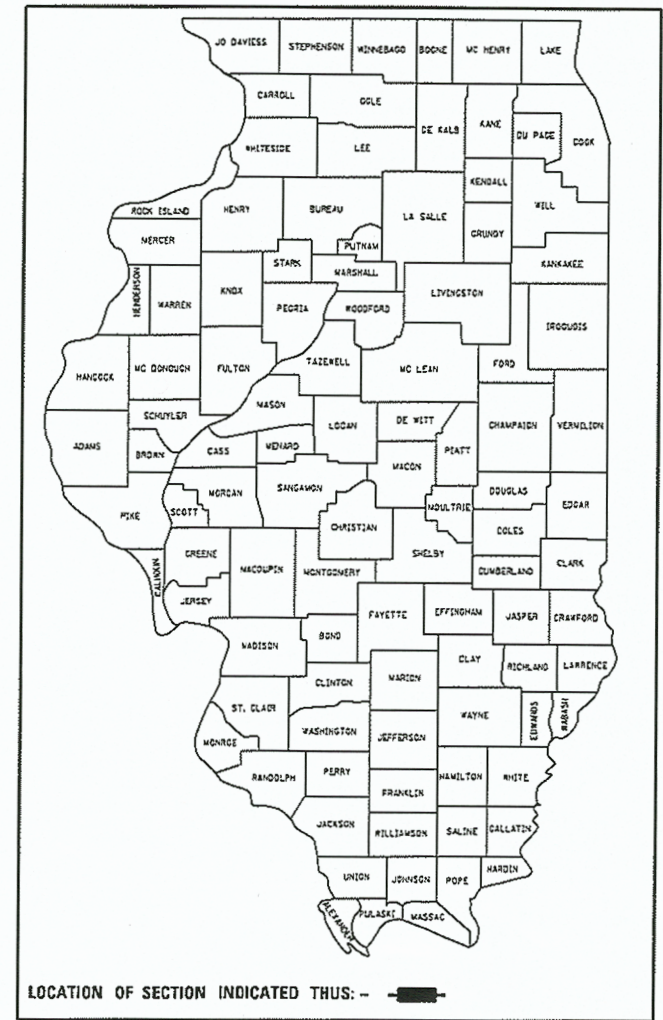 JO DAVIESS STEPHENSON WINNEBAGO BOONE MC HENRY LAKE
CARROLL OGLE DE KALB KANE DU PAGE COOK
WHITESIDE LEE
KENDALL
ROCK ISLAND HENRY BUREAU LA SALLE WILL
MERCER PUTNAM GRUNDY
STARK MARSHALL KANKAKEE
HENDERSON WARREN KNOX PEORIA WOODFORD LIVINGSTON IROQUOIS
HANCOCK MC DONOUGH FULTON TAZEWELL MC LEAN FORD
MASON
SCHUYLER LOGAN DE WITT CHAMPAIGN VERMILION
ADAMS BROWN CASS MENARD PIATT
MACON
PIKE SCOTT MORGAN SANGAMON DOUGLAS EDGAR
CHRISTIAN MOULTRIE COLES
CALHOUN GREENE MACOUPIN MONTGOMERY SHELBY CUMBERLAND CLARK
JERSEY
FAYETTE EFFINGHAM JASPER CRAWFORD
MADISON BOND
CLAY RICHLAND LAWRENCE
CLINTON MARION
ST. CLAIR WAYNE EDWARDS WABASH
MONROE WASHINGTON JEFFERSON
RANDOLPH PERRY HAMILTON WHITE
FRANKLIN
JACKSON WILLIAMSON SALINE GALLATIN
UNION JOHNSON POPE HARDIN
ALEXANDER PULASKI MASSAC
LOCATION OF SECTION INDICATED THUS: -